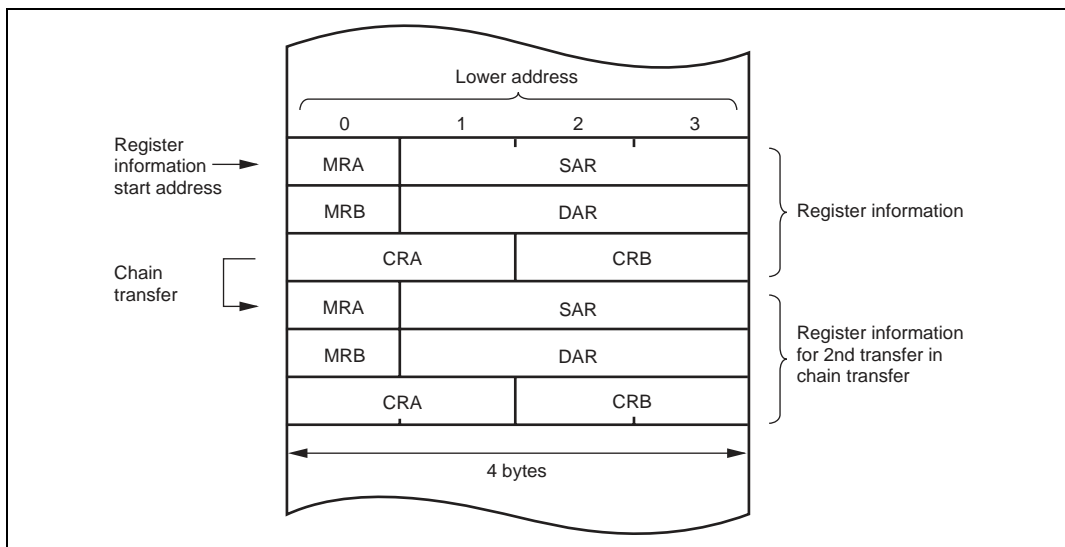 Lower address
0 1 2 3
Register
information
start address
MRA SAR
MRB DAR
Register information
CRA CRB
Chain
transfer
MRA SAR
MRB DAR
Register information
for 2nd transfer in
chain transfer
CRA CRB
4 bytes